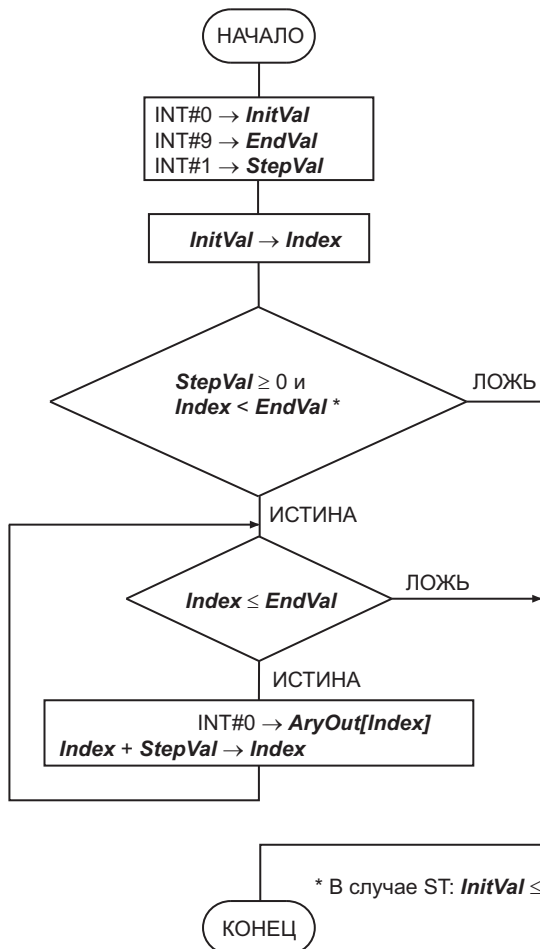 НАЧАЛО
INT#0 → InitVal
INT#9 → EndVal
INT#1 → StepVal
InitVal → Index
StepVal ≥ 0 и
Index < EndVal *
ЛОЖЬ
ИСТИНА
Index ≤ EndVal
ЛОЖЬ
ИСТИНА
INT#0 → AryOut[Index]
Index + StepVal → Index
* В случае ST: InitVal ≤
КОНЕЦ